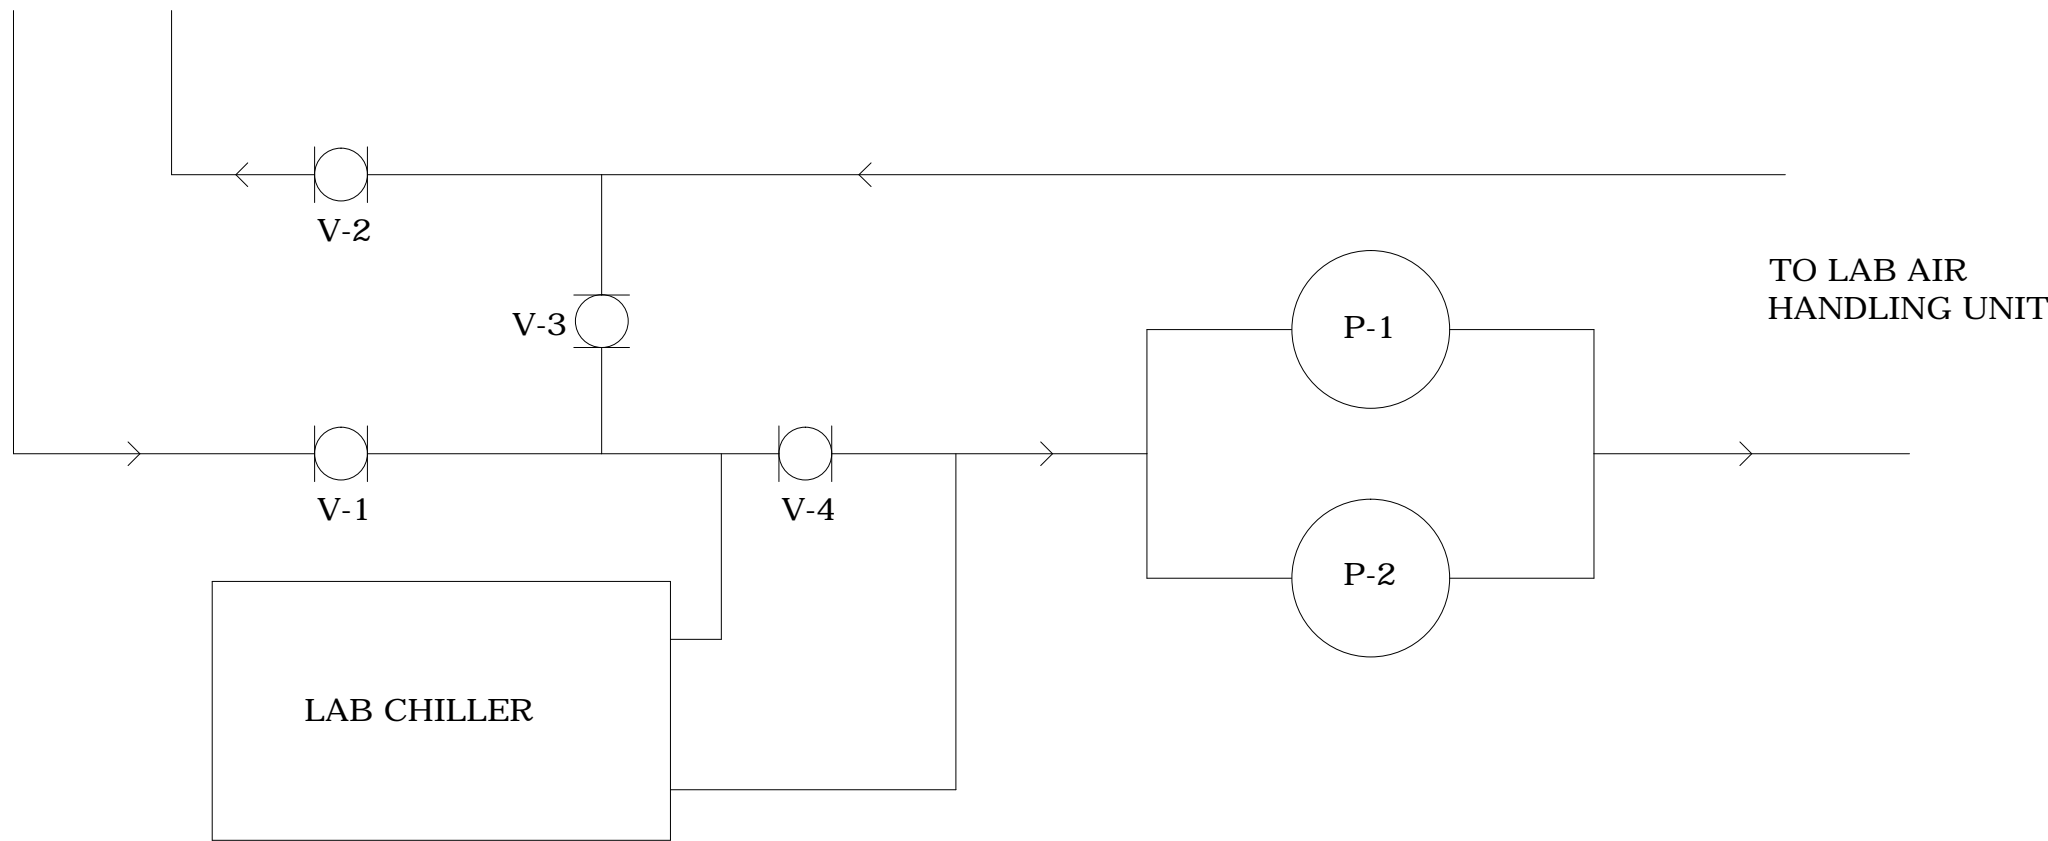 V-2
TO LAB AIR
HANDLING UNIT
V-3
P-1
V-1
V-4
P-2
LAB CHILLER